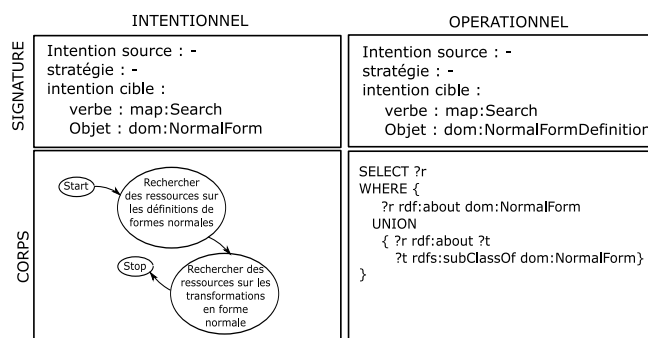 INTENTIONNEL
OPERATIONNEL
SIGNATURE
Intention source : -
stratégie : -
intention cible :
verbe : map:Search
Objet : dom:NormalForm
Intention source : -
stratégie : -
intention cible :
verbe : map:Search
Objet : dom:NormalFormDefinition
CORPS
Start
Rechercher
des ressources sur
les définitions de
formes normales
Stop
Rechercher des
ressources sur les
transformations
en forme
normale
SELECT ?r
WHERE {
?r rdf:about dom:NormalForm
UNION
{ ?r rdf:about ?t
?t rdfs:subClassOf dom:NormalForm}
}